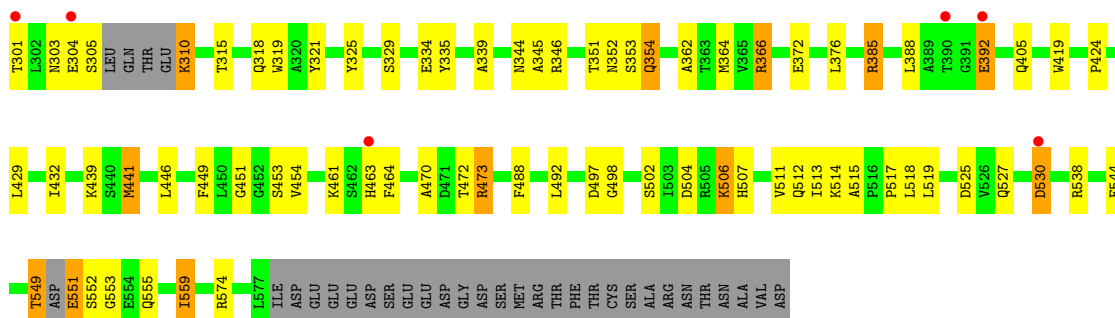 T301 L302 N303 E304 S305 LEU GLN THR GLU K310 T315 Q318 W319 A320 Y321 Y325 S329 E334 Y335 A339 N344 A345 R346 T351 N352 S353 Q354 A362 T363 M364 V365 R366 E372 L376 R385 L388 A389 T390 G391 E392 Q405 W419 P424
L429 I432 K439 S440 M441 L446 F449 L450 G451 G452 S453 V454 K461 S462 H463 F464 A470 D471 T472 R473 F488 L492 D497 G498 S502 I503 D504 R505 K506 H507 V511 Q512 I513 K514 A515 P516 P517 L518 L519 D525 V526 Q527 D530 R538
T549 ASP E551 S552 G553 E554 Q555 I559 R574 L577 ILE ASP GLU GLU GLU ASP SER GLU GLU ASP GLY ASP SER MET ARG THR PHE THR CYS SER ALA ARG ASN THR ASN ALA VAL ASP